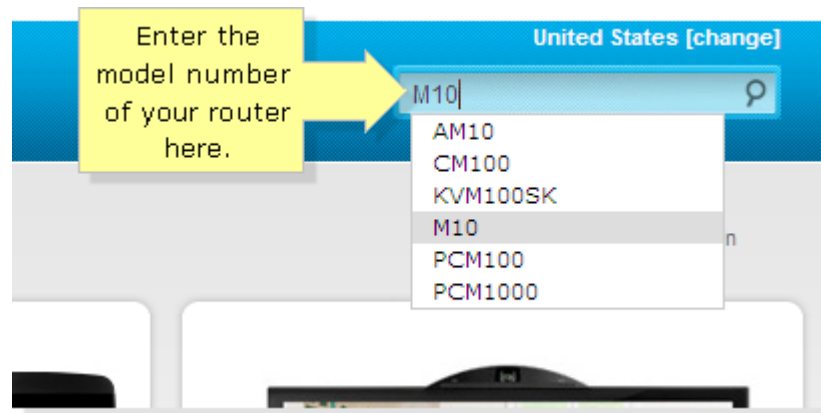 Enter the
model number
of your router
here.
United States [change]
M10
AM10
CM100
KVM100SK
M10
PCM100
PCM1000
n